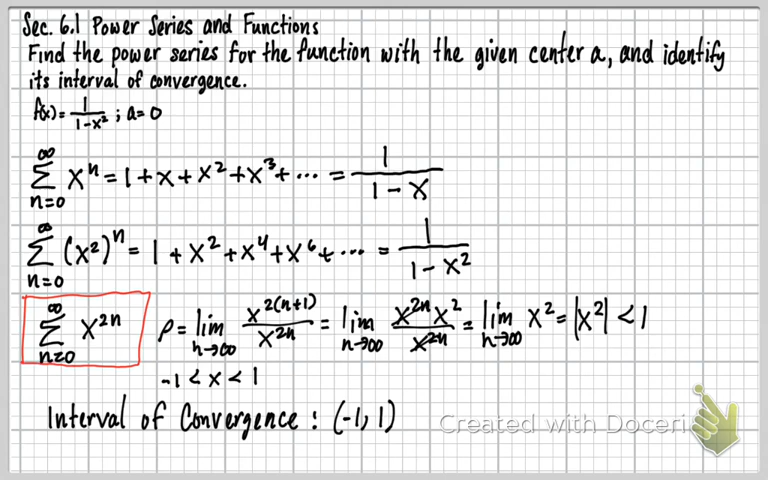 Sec. 6.1 Power Series and Functions
Find the power series for the function with the given center a, and identify
its interval of convergence.
f(x) = 1/(1-x²) ; a = 0
∑_{n=0}^{∞} x^n = 1 + x + x² + x³ + ... = 1/(1 - x)
∑_{n=0}^{∞} (x²)^n = 1 + x² + x⁴ + x⁶ + ... = 1/(1 - x²)
∑_{n=0}^{∞} x^{2n} ρ = lim_{n→∞} x^{2(n+1)}/x^{2n} = lim_{n→∞} x^{2n}x²/x^{2n} = lim_{n→∞} x² = |x²| < 1
-1 < x < 1
Interval of Convergence : (-1, 1)
Created with Doceri